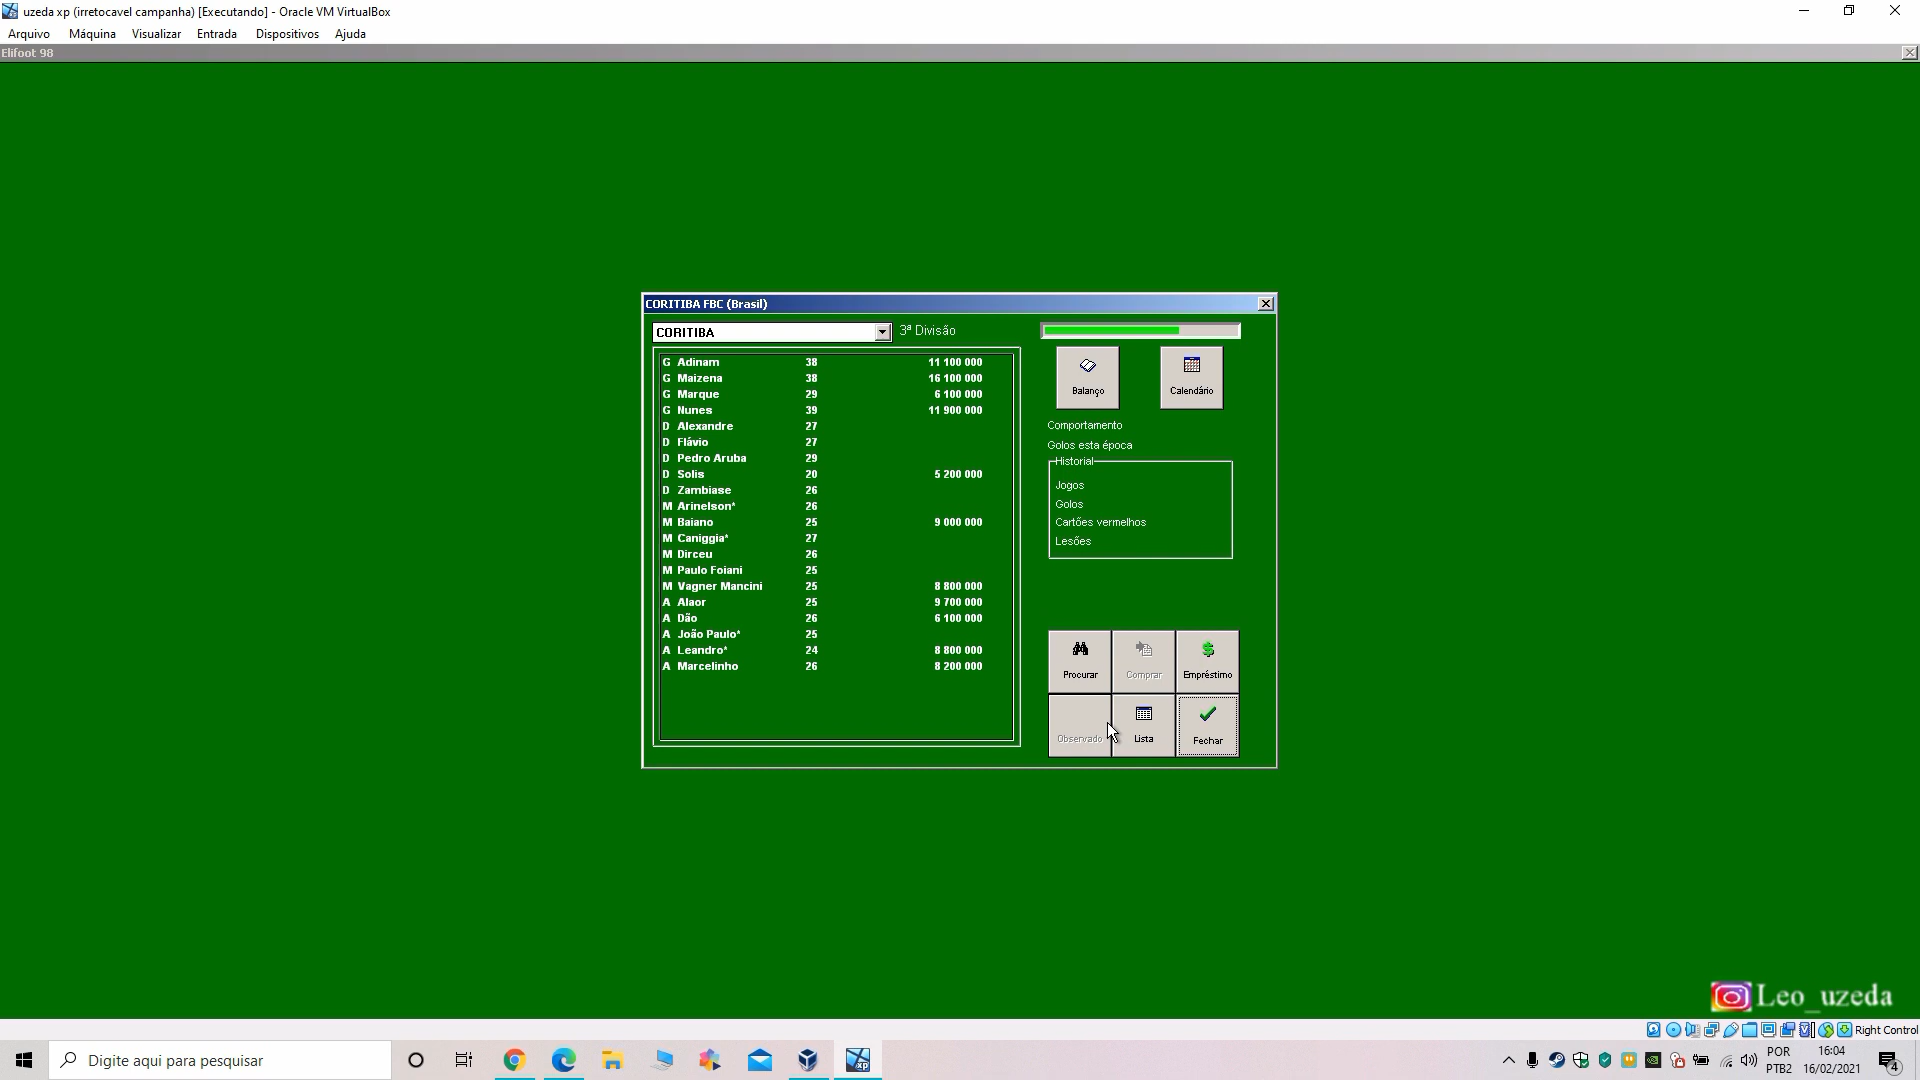 uzeda xp (irretocavel campanha) [Executando] - Oracle VM VirtualBox
Arquivo Máquina Visualizar Entrada Dispositivos Ajuda
Elifoot 98
CORITIBA FBC (Brasil)
CORITIBA 3ª Divisão
G Adinam 38 11 100 000
G Maizena 38 16 100 000
G Marque 29 6 100 000
G Nunes 39 11 900 000
D Alexandre 27
D Flávio 27
D Pedro Aruba 29
D Solis 20 5 200 000
D Zambiase 26
M Arinelson* 26
M Baiano 25 9 000 000
M Caniggia* 27
M Dirceu 26
M Paulo Foiani 25
M Vagner Mancini 25 8 800 000
A Alaor 25 9 700 000
A Dão 26 6 100 000
A João Paulo* 25
A Leandro* 24 8 800 000
A Marcelinho 26 8 200 000
Balanço Calendário
Comportamento
Golos esta época
Historial
Jogos
Golos
Cartões vermelhos
Lesões
Procurar Comprar Empréstimo
Observado Lista Fechar
Leo_uzeda
Right Control
Digite aqui para pesquisar
xp
POR
PTB2
16:04
16/02/2021
4